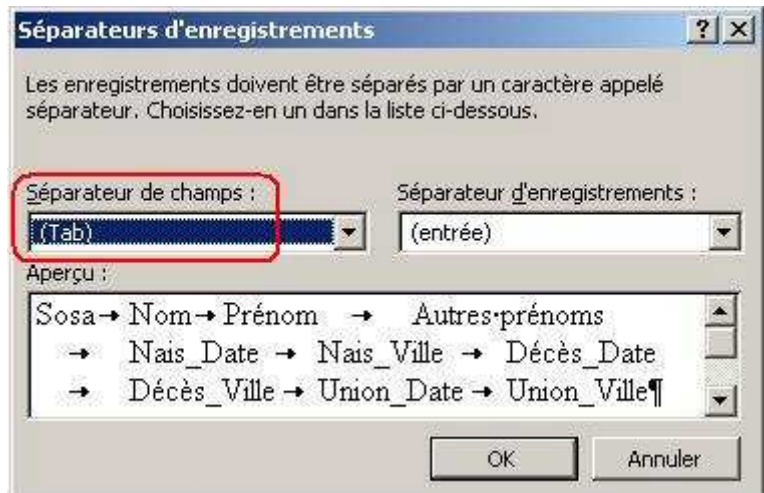 Séparateurs d'enregistrements
Les enregistrements doivent être séparés par un caractère appelé
séparateur. Choisissez-en un dans la liste ci-dessous.
Séparateur de champs : Séparateur d'enregistrements :
(Tab) (entrée)
Aperçu :
Sosa→ Nom→ Prénom → Autres·prénoms
→ Nais_Date → Nais_Ville → Décès_Date
→ Décès_Ville → Union_Date → Union_Ville¶
OK Annuler